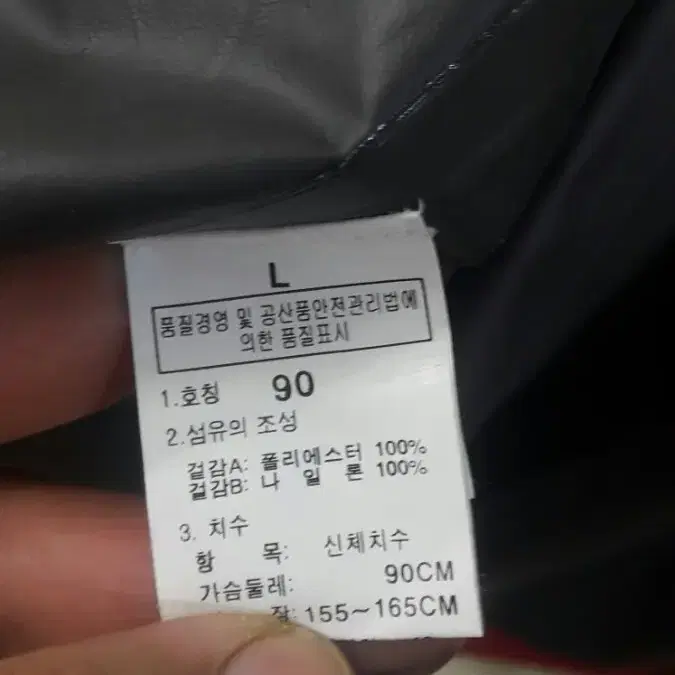 L
품질경영 및 공산품안전관리법에
의한 품질표시
1.호칭 90
2.섬유의 조성
겉감A: 폴리에스터 100%
겉감B: 나 일 론 100%
3. 치수
항 목: 신체치수
가슴둘레: 90CM
장: 155~165CM